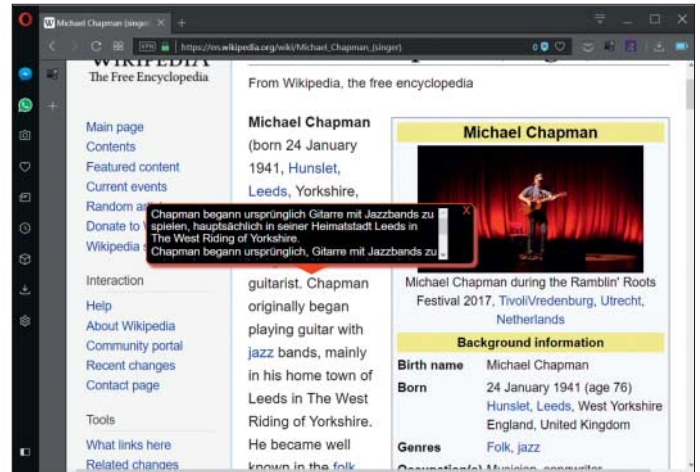 Michael Chapman (singer
VPN
https://en.wikipedia.org/wiki/Michael_Chapman_(singer)
0
The Free Encyclopedia
Main page
Contents
Featured content
Current events
Random
Donate to
Wikipedia
Interaction
Help
About Wikipedia
Community portal
Recent changes
Contact page
Tools
What links here
Related changes
From Wikipedia, the free encyclopedia
Michael Chapman
(born 24 January
1941, Hunslet,
Leeds, Yorkshire,
Chapman begann ursprünglich Gitarre mit Jazzbands zu
spielen, hauptsächlich in seiner Heimatstadt Leeds in
The West Riding of Yorkshire.
Chapman begann ursprünglich, Gitarre mit Jazzbands zu
X
guitarist. Chapman
originally began
playing guitar with
jazz bands, mainly
in his home town of
Leeds in The West
Riding of Yorkshire.
He became well
known in the folk
Michael Chapman
Michael Chapman during the Ramblin' Roots
Festival 2017, TivoliVredenburg, Utrecht,
Netherlands
Background information
Birth name Michael Chapman
Born 24 January 1941 (age 76)
Hunslet, Leeds, West Yorkshire
England, United Kingdom
Genres Folk, jazz
Occupation(s) Musician, songwriter